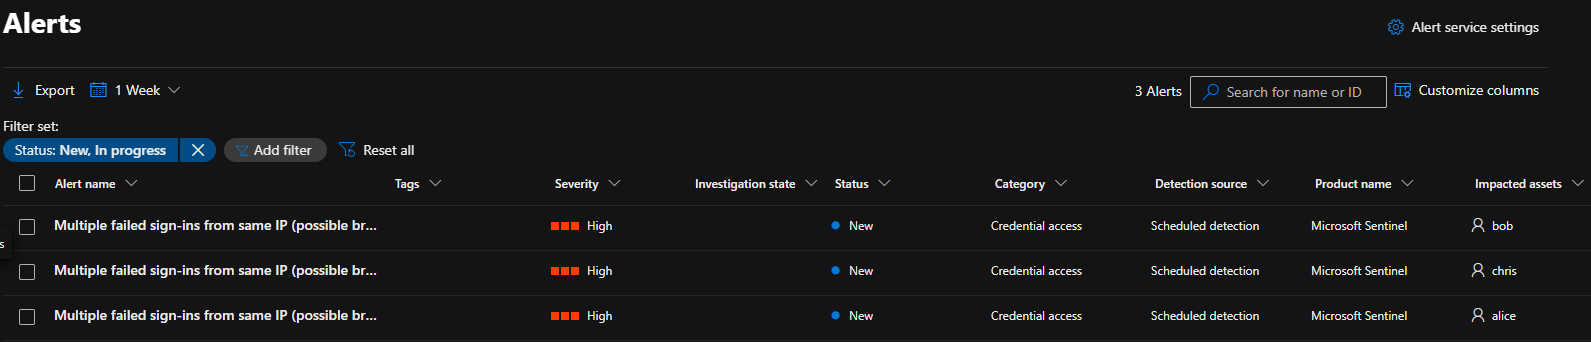 Alerts
Alert service settings
Export 1 Week 3 Alerts Search for name or ID Customize columns
Filter set:
Status: New, In progress Add filter Reset all
Alert name Tags Severity Investigation state Status Category Detection source Product name Impacted assets
Multiple failed sign-ins from same IP (possible br... High New Credential access Scheduled detection Microsoft Sentinel bob
s
Multiple failed sign-ins from same IP (possible br... High New Credential access Scheduled detection Microsoft Sentinel chris
Multiple failed sign-ins from same IP (possible br... High New Credential access Scheduled detection Microsoft Sentinel alice